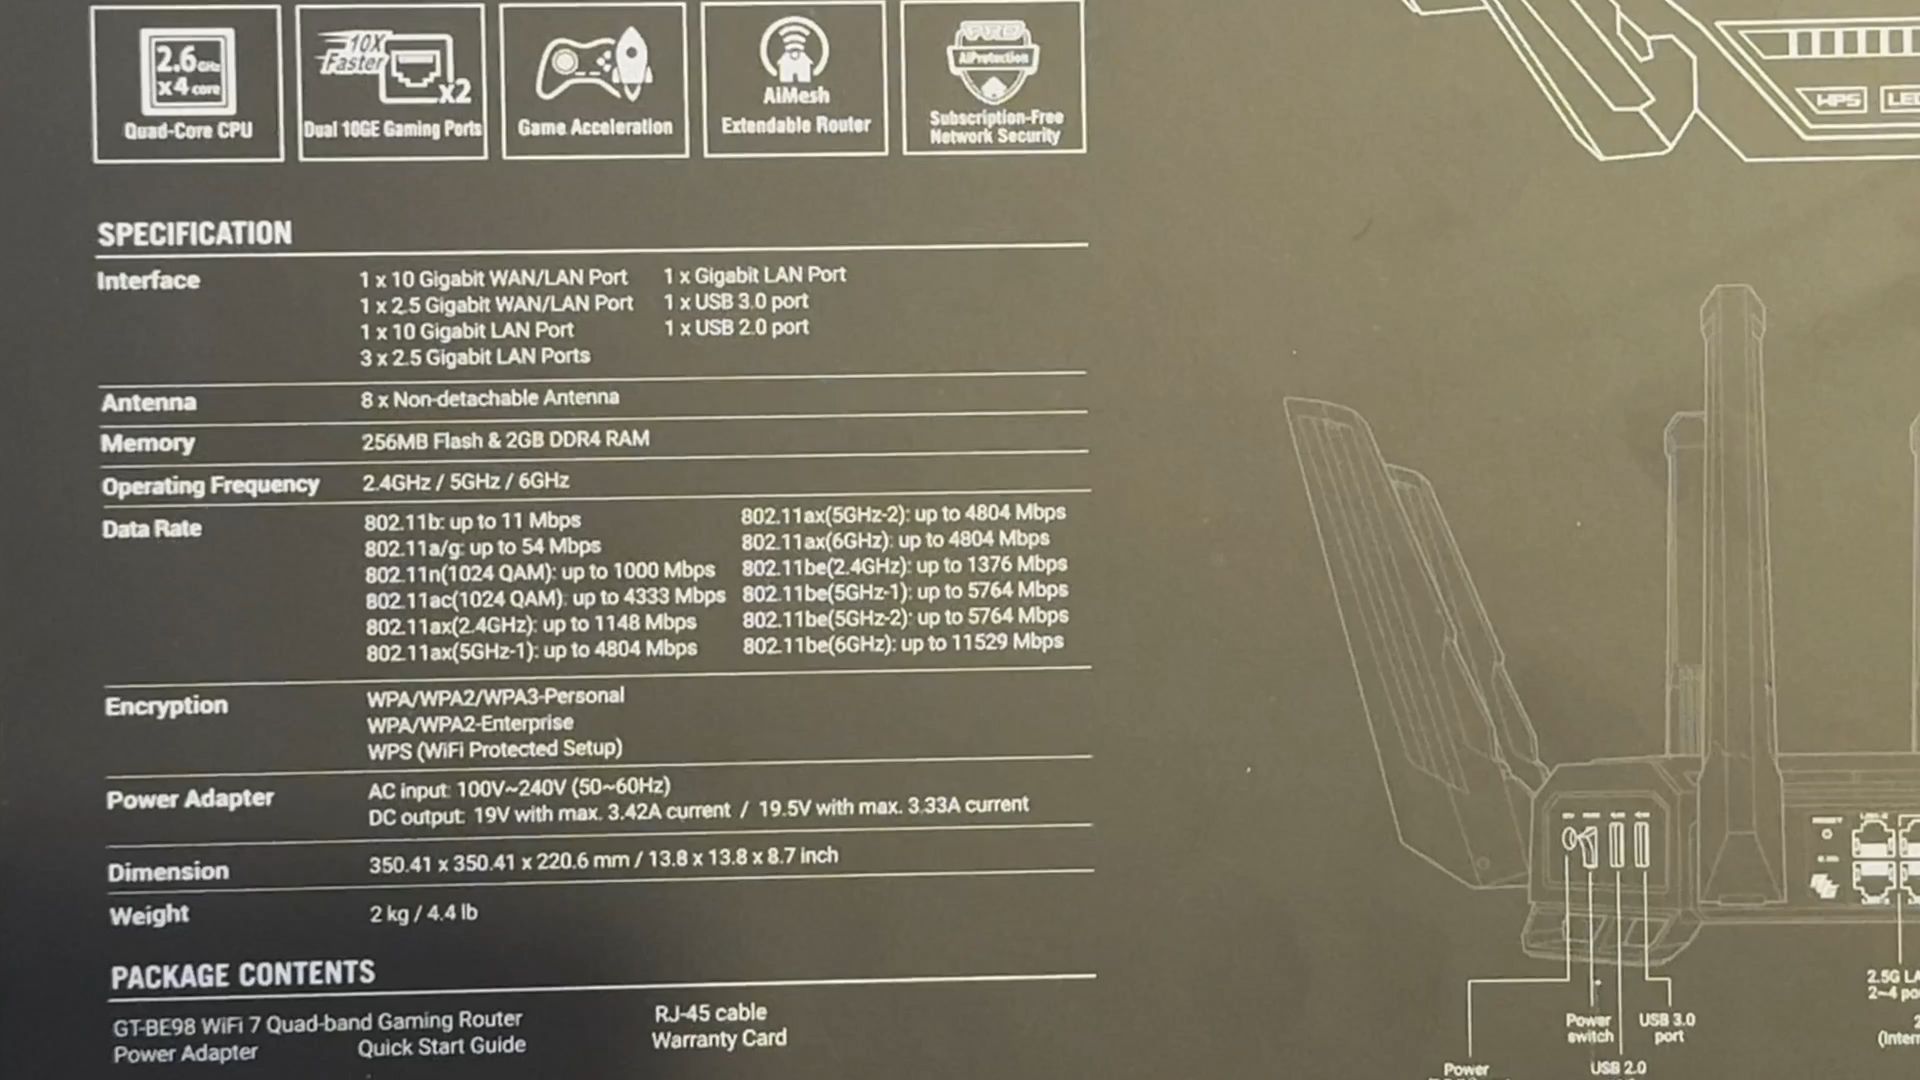 2.6GHz
x4 core
Quad-Core CPU
10X
Faster
x2
Dual 10GE Gaming Ports
Game Acceleration
AiMesh
Extendable Router
PRO
AiProtection
Subscription-Free
Network Security
WPS
LED
SPECIFICATION
Interface
1 x 10 Gigabit WAN/LAN Port
1 x 2.5 Gigabit WAN/LAN Port
1 x 10 Gigabit LAN Port
3 x 2.5 Gigabit LAN Ports
1 x Gigabit LAN Port
1 x USB 3.0 port
1 x USB 2.0 port
Antenna
8 x Non-detachable Antenna
Memory
256MB Flash & 2GB DDR4 RAM
Operating Frequency
2.4GHz / 5GHz / 6GHz
Data Rate
802.11b: up to 11 Mbps
802.11a/g: up to 54 Mbps
802.11n(1024 QAM): up to 1000 Mbps
802.11ac(1024 QAM): up to 4333 Mbps
802.11ax(2.4GHz): up to 1148 Mbps
802.11ax(5GHz-1): up to 4804 Mbps
802.11ax(5GHz-2): up to 4804 Mbps
802.11ax(6GHz): up to 4804 Mbps
802.11be(2.4GHz): up to 1376 Mbps
802.11be(5GHz-1): up to 5764 Mbps
802.11be(5GHz-2): up to 5764 Mbps
802.11be(6GHz): up to 11529 Mbps
Encryption
WPA/WPA2/WPA3-Personal
WPA/WPA2-Enterprise
WPS (WiFi Protected Setup)
Power Adapter
AC input: 100V~240V (50~60Hz)
DC output: 19V with max. 3.42A current / 19.5V with max. 3.33A current
Dimension
350.41 x 350.41 x 220.6 mm / 13.8 x 13.8 x 8.7 inch
Weight
2 kg / 4.4 lb
PACKAGE CONTENTS
GT-BE98 WiFi 7 Quad-band Gaming Router
Power Adapter
Quick Start Guide
RJ-45 cable
Warranty Card
2.5G LA
2~4 po
Power
switch
USB 3.0
port
(Intern
Power
USB 2.0